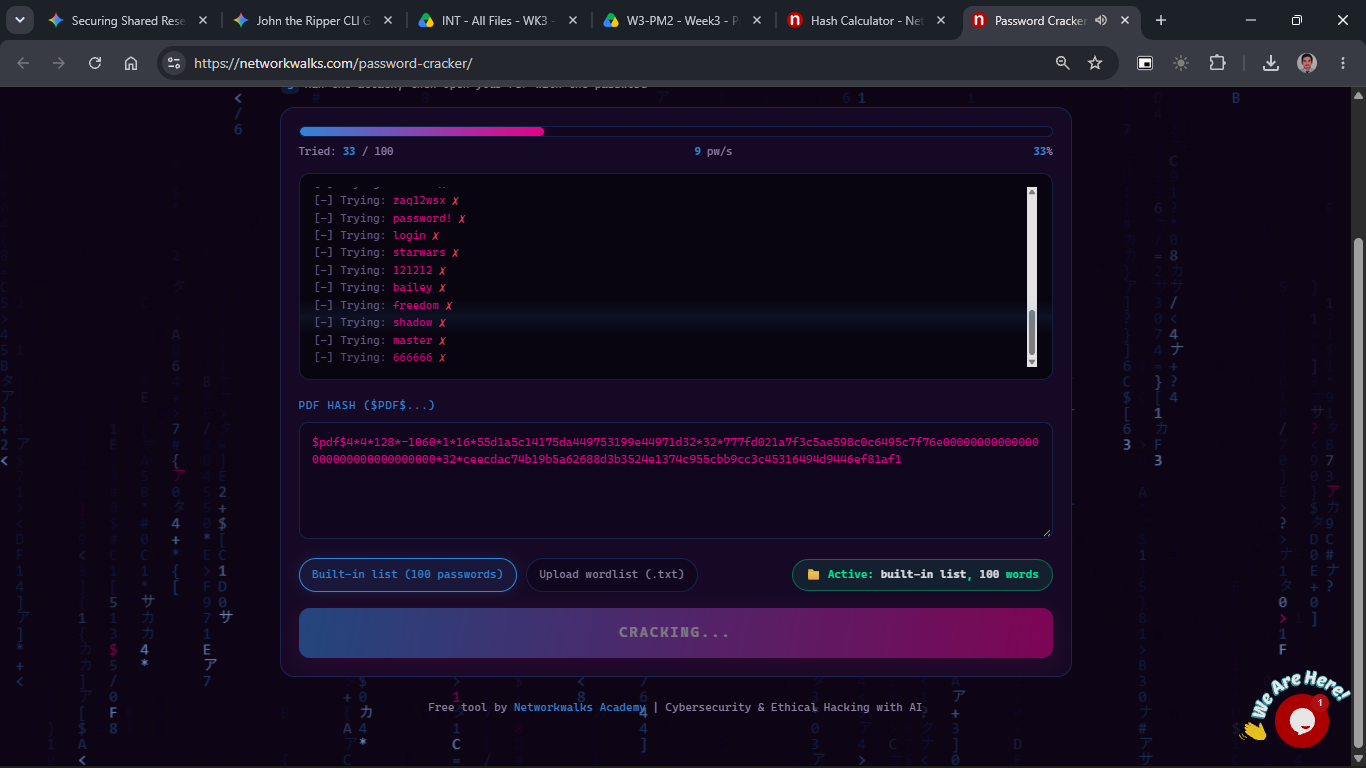 Securing Shared Rese
John the Ripper CLI G
INT - All Files - WK3 -
W3-PM2 - Week3 - P
Hash Calculator - Net
Password Cracker
https://networkwalks.com/password-cracker/
Tried: 33 / 100
9 pw/s
33%
[-] Trying: zaq12wsx ✗
[-] Trying: password! ✗
[-] Trying: login ✗
[-] Trying: starwars ✗
[-] Trying: 121212 ✗
[-] Trying: bailey ✗
[-] Trying: freedom ✗
[-] Trying: shadow ✗
[-] Trying: master ✗
[-] Trying: 666666 ✗
PDF HASH ($PDF$...)
$pdf$4*4*128*-1060*1*16*55d1a5c14175da449753199e44971d32*32*777fd021a7f3c5ae598c0c6495c7f76e00000000000000
000000000000000000*32*ceecdac74b19b5a62688d3b3524e1374c955cbb9cc3c45316494d9446ef81af1
Built-in list (100 passwords)
Upload wordlist (.txt)
Active: built-in list, 100 words
CRACKING...
Free tool by Networkwalks Academy | Cybersecurity & Ethical Hacking with AI
We Are Here!
1